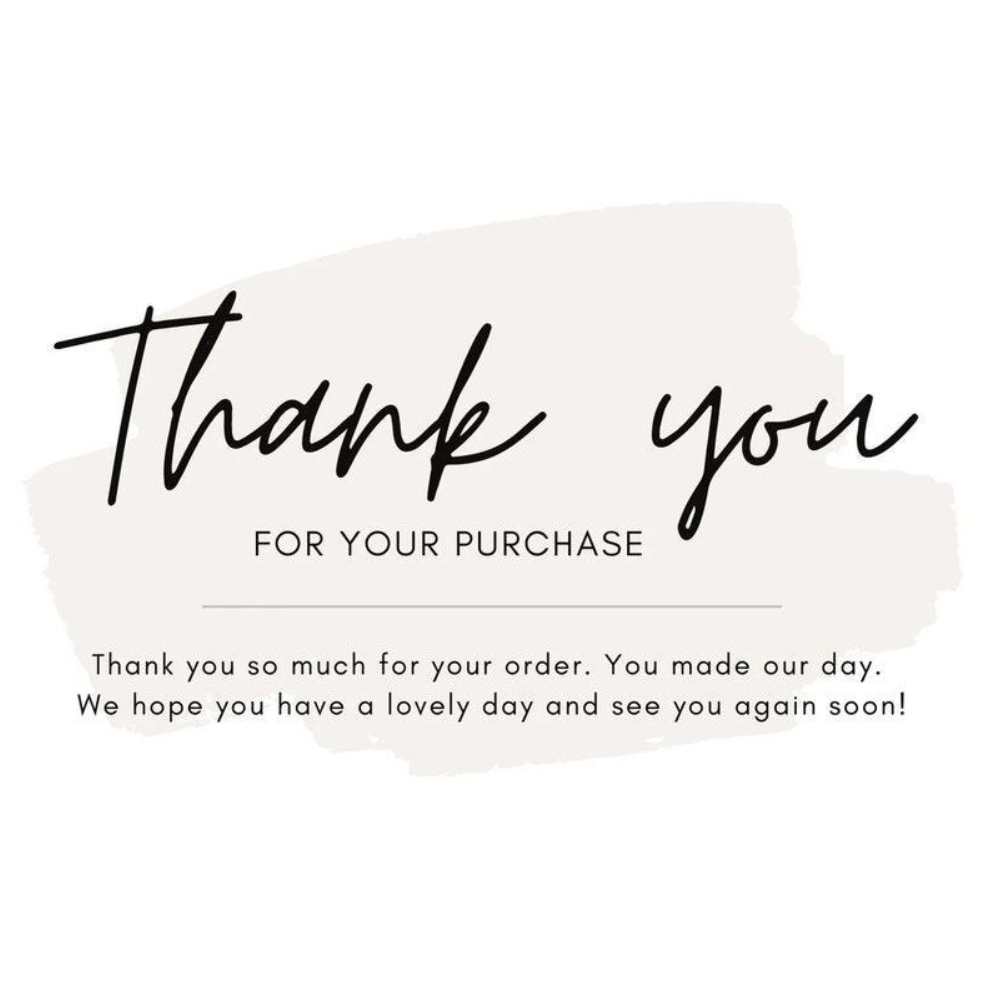 Thank you
FOR YOUR PURCHASE
Thank you so much for your order. You made our day.
We hope you have a lovely day and see you again soon!